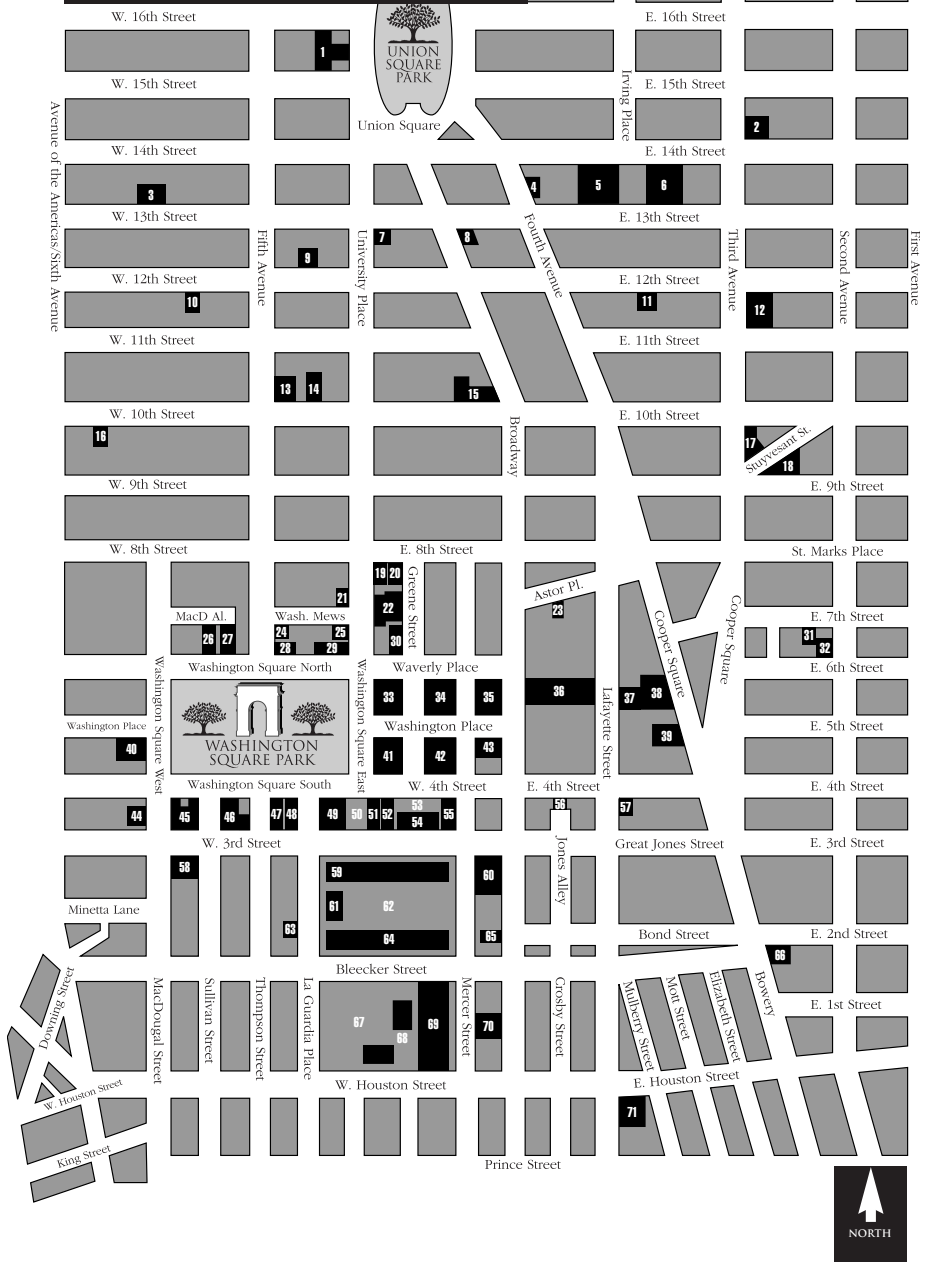 W. 16th Street
E. 16th Street
1
UNION
SQUARE
PARK
W. 15th Street
Irving Place
E. 15th Street
Avenue of the Americas/Sixth Avenue
Union Square
2
W. 14th Street
E. 14th Street
3
4
5
6
W. 13th Street
E. 13th Street
Fourth Avenue
Fifth Avenue
University Place
Third Avenue
Second Avenue
First Avenue
7
8
9
W. 12th Street
E. 12th Street
10
11
12
W. 11th Street
E. 11th Street
13
14
15
W. 10th Street
E. 10th Street
Broadway
16
17
Stuyvesant St.
18
W. 9th Street
E. 9th Street
W. 8th Street
E. 8th Street
St. Marks Place
19
20
Greene Street
Astor Pl.
21
22
23
Cooper Square
Cooper Square
MacD Al.
Wash. Mews
E. 7th Street
24
25
26
27
28
29
30
31
32
Washington Square North
Waverly Place
E. 6th Street
Washington Square West
Washington Square East
33
34
35
36
Lafayette Street
37
38
Washington Place
Washington Place
E. 5th Street
39
40
WASHINGTON
SQUARE PARK
41
42
43
Washington Square South
W. 4th Street
E. 4th Street
E. 4th Street
44
45
46
47
48
49
50
51
52
53
54
55
56
57
W. 3rd Street
Jones Alley
Great Jones Street
E. 3rd Street
58
59
60
61
62
63
64
65
Minetta Lane
Bond Street
E. 2nd Street
66
Bleecker Street
Downing Street
MacDougal Street
Sullivan Street
Thompson Street
La Guardia Place
Mercer Street
Crosby Street
Mulberry Street
Mott Street
Elizabeth Street
Bowery
E. 1st Street
67
68
69
70
W. Houston Street
W. Houston Street
E. Houston Street
71
King Street
Prince Street
NORTH